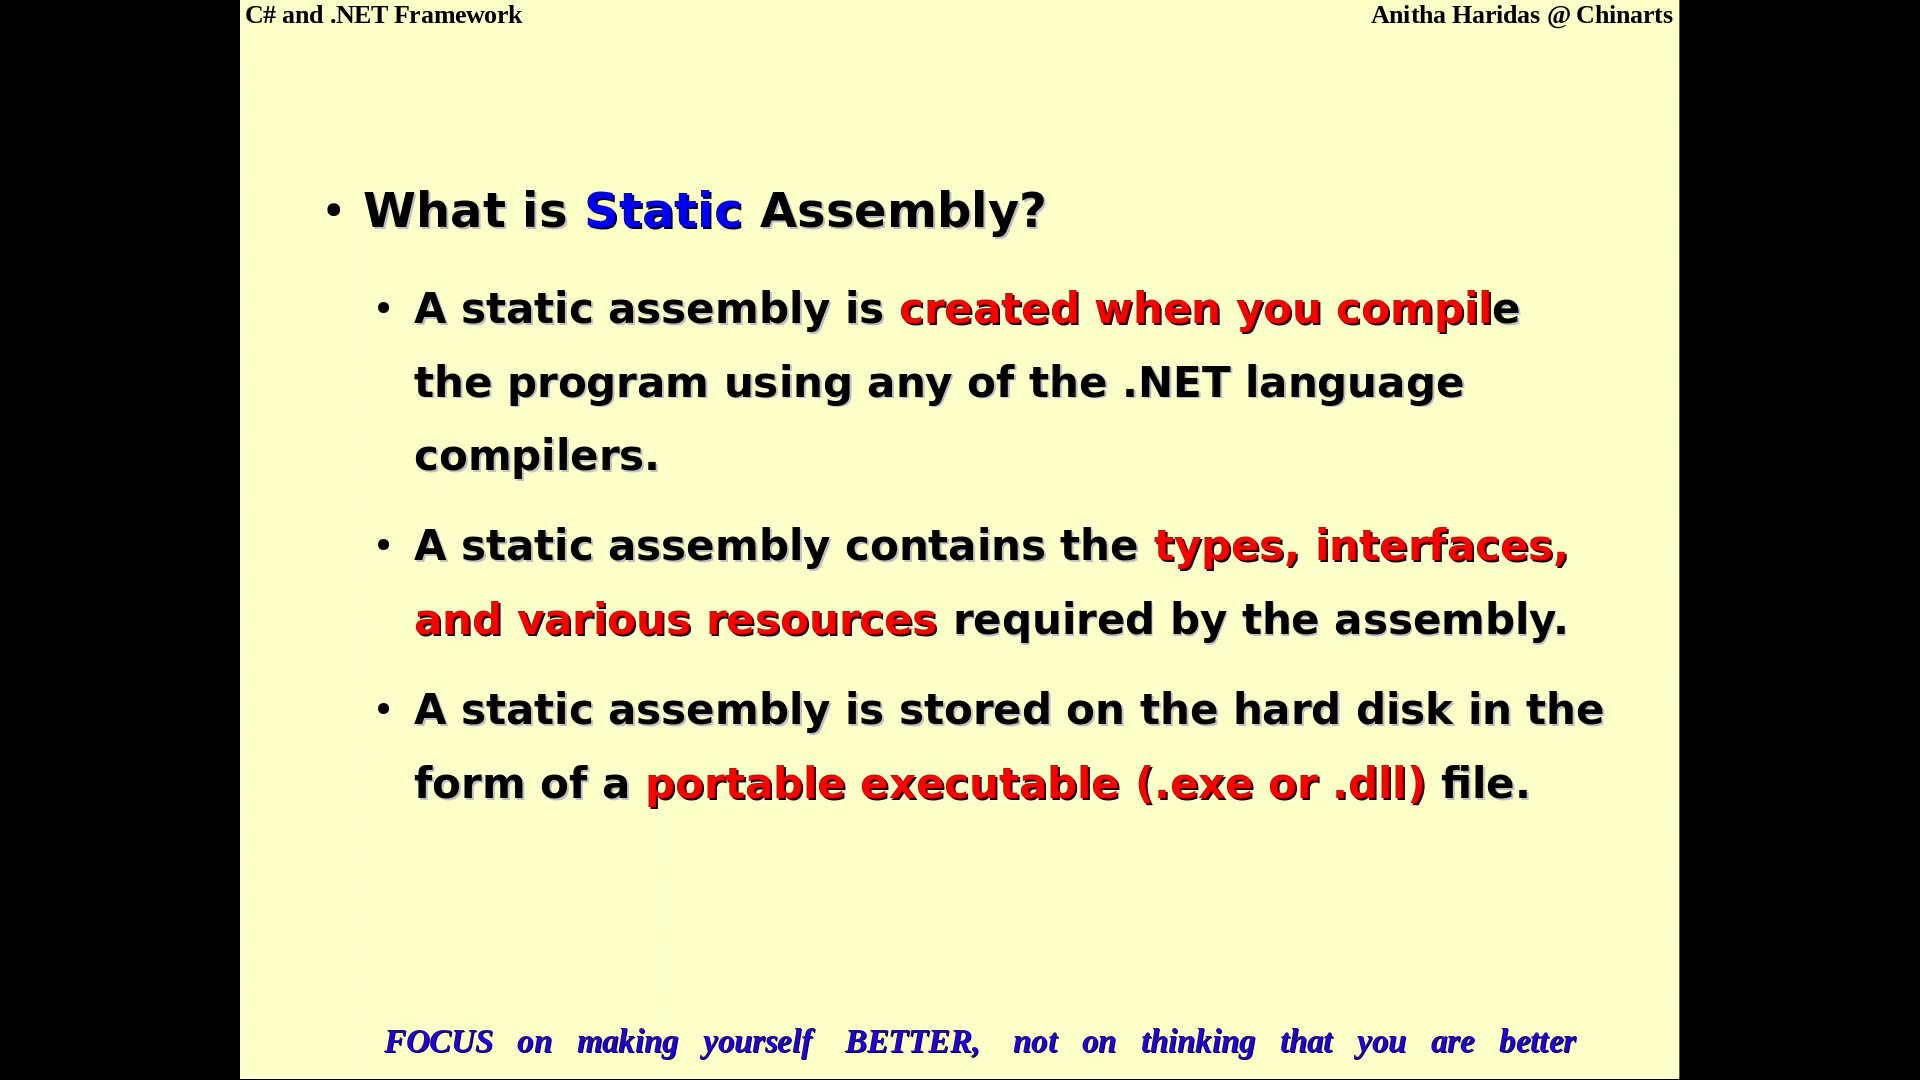 C# and .NET Framework
Anitha Haridas @ Chinarts
• What is Static Assembly?
• A static assembly is created when you compile
the program using any of the .NET language
compilers.
• A static assembly contains the types, interfaces,
and various resources required by the assembly.
• A static assembly is stored on the hard disk in the
form of a portable executable (.exe or .dll) file.
FOCUS on making yourself BETTER, not on thinking that you are better